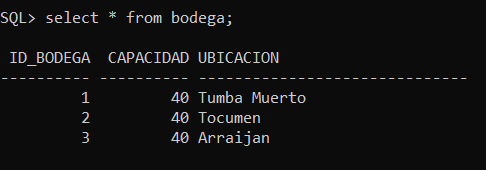 SQL> select * from bodega;
ID_BODEGA CAPACIDAD UBICACION
---------- ---------- ------------------------------
1 40 Tumba Muerto
2 40 Tocumen
3 40 Arraijan